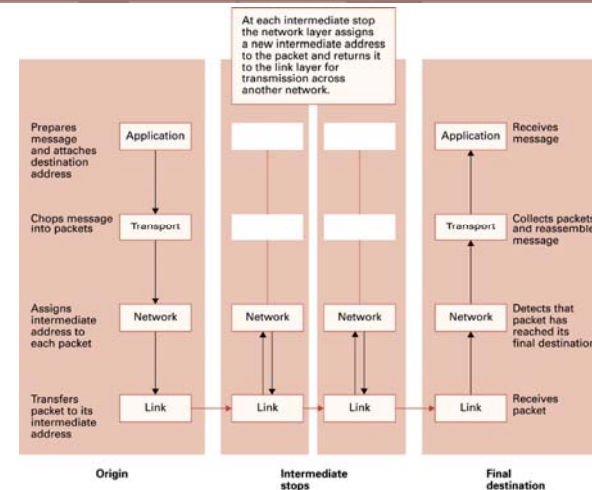 At each intermediate stop
the network layer assigns
a new intermediate address
to the packet and returns it
to the link layer for
transmission across
another network.
Prepares
message
and attaches
destination
address
Application
Application
Receives
message
Chops message
into packets
Transport
Transport
Collects packets
and reassemble
message
Assigns
intermediate
address to
each packet
Network
Network
Network
Network
Detects that
packet has
reached its
final destination
Transfers
packet to its
intermediate
address
Link
Link
Link
Link
Receives
packet
Origin
Intermediate
stops
Final
destination